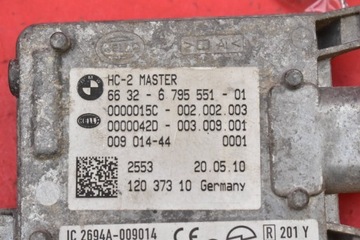 HC-2 MASTER
66 32 - 6 795 551 - 01
0000015C - 002.002.003
0000042D - 003.009.001
009 014-44 0001
2553 20.05.10
120 373 10 Germany
IC 2694A-009014 CE R 201 Y